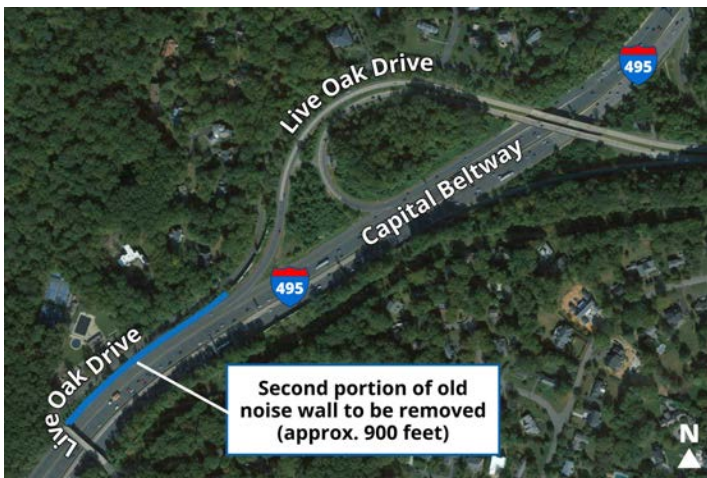 495
Live Oak Drive
Capital Beltway
495
Live Oak Drive
Second portion of old
noise wall to be removed
(approx. 900 feet)
N